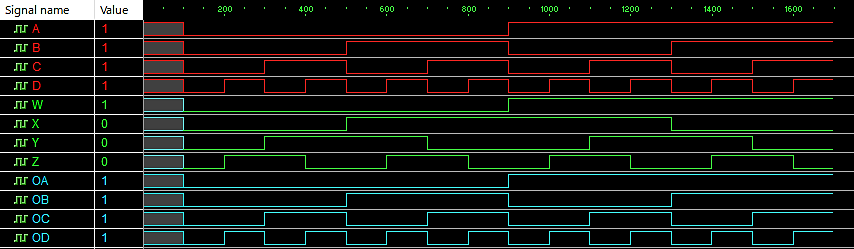 Signal name Value 200 400 600 800 1000 1200 1400 1600
A 1
B 1
C 1
D 1
W 1
X 0
Y 0
Z 0
OA 1
OB 1
OC 1
OD 1